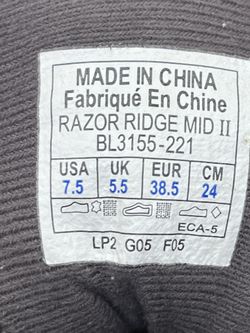 MADE IN CHINA
Fabriqué En Chine
RAZOR RIDGE MID II
BL3155-221
USA UK EUR CM
7.5 5.5 38.5 24
ECA-5
LP2 G05 F05